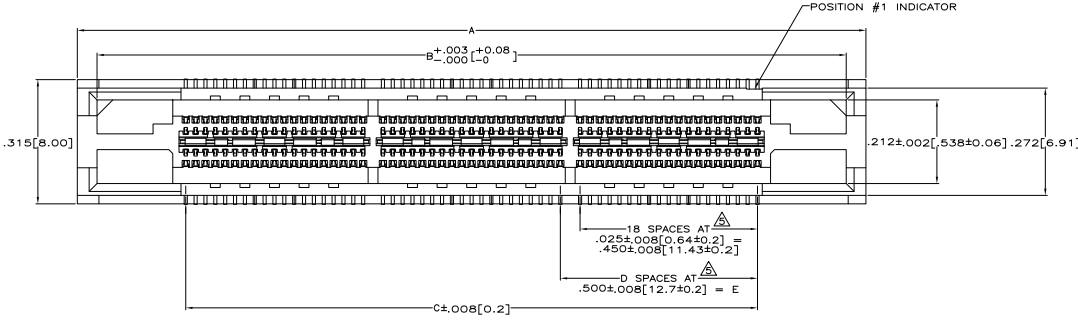 POSITION #1 INDICATOR
A
B+.003 -.000 [+0.08 -0]
.315[8.00]
.212±.002[.538±0.06]
.272[6.91]
18 SPACES AT 5
.025±.008[0.64±0.2] =
.450±.008[11.43±0.2]
D SPACES AT 5
.500±.008[12.7±0.2] = E
C±.008[0.2]